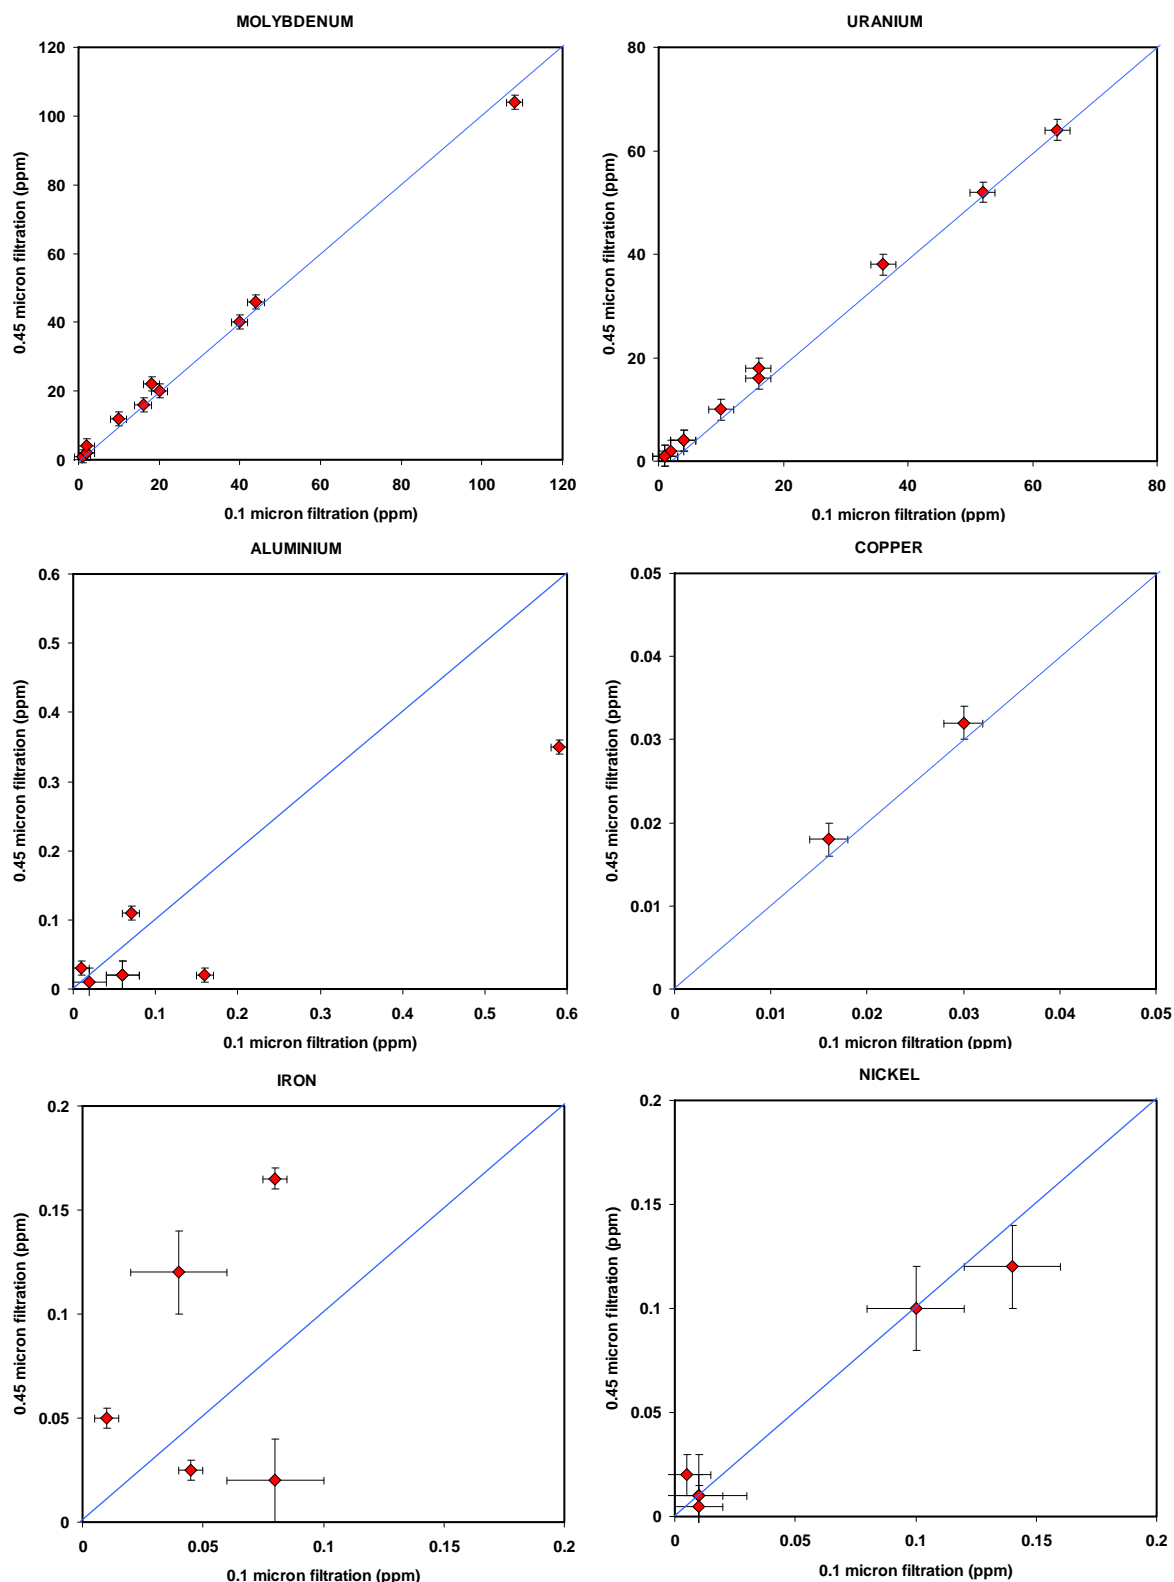 MOLYBDENUM
120
100
80
60
40
20
0
0 20 40 60 80 100 120
0.45 micron filtration (ppm)
0.1 micron filtration (ppm)
URANIUM
80
60
40
20
0
0 20 40 60 80
0.45 micron filtration (ppm)
0.1 micron filtration (ppm)
ALUMINIUM
0.6
0.5
0.4
0.3
0.2
0.1
0
0 0.1 0.2 0.3 0.4 0.5 0.6
0.45 micron filtration (ppm)
0.1 micron filtration (ppm)
COPPER
0.05
0.04
0.03
0.02
0.01
0
0 0.01 0.02 0.03 0.04 0.05
0.45 micron filtration (ppm)
0.1 micron filtration (ppm)
IRON
0.2
0.15
0.1
0.05
0
0 0.05 0.1 0.15 0.2
0.45 micron filtration (ppm)
0.1 micron filtration (ppm)
NICKEL
0.2
0.15
0.1
0.05
0
0 0.05 0.1 0.15 0.2
0.45 micron filtration (ppm)
0.1 micron filtration (ppm)